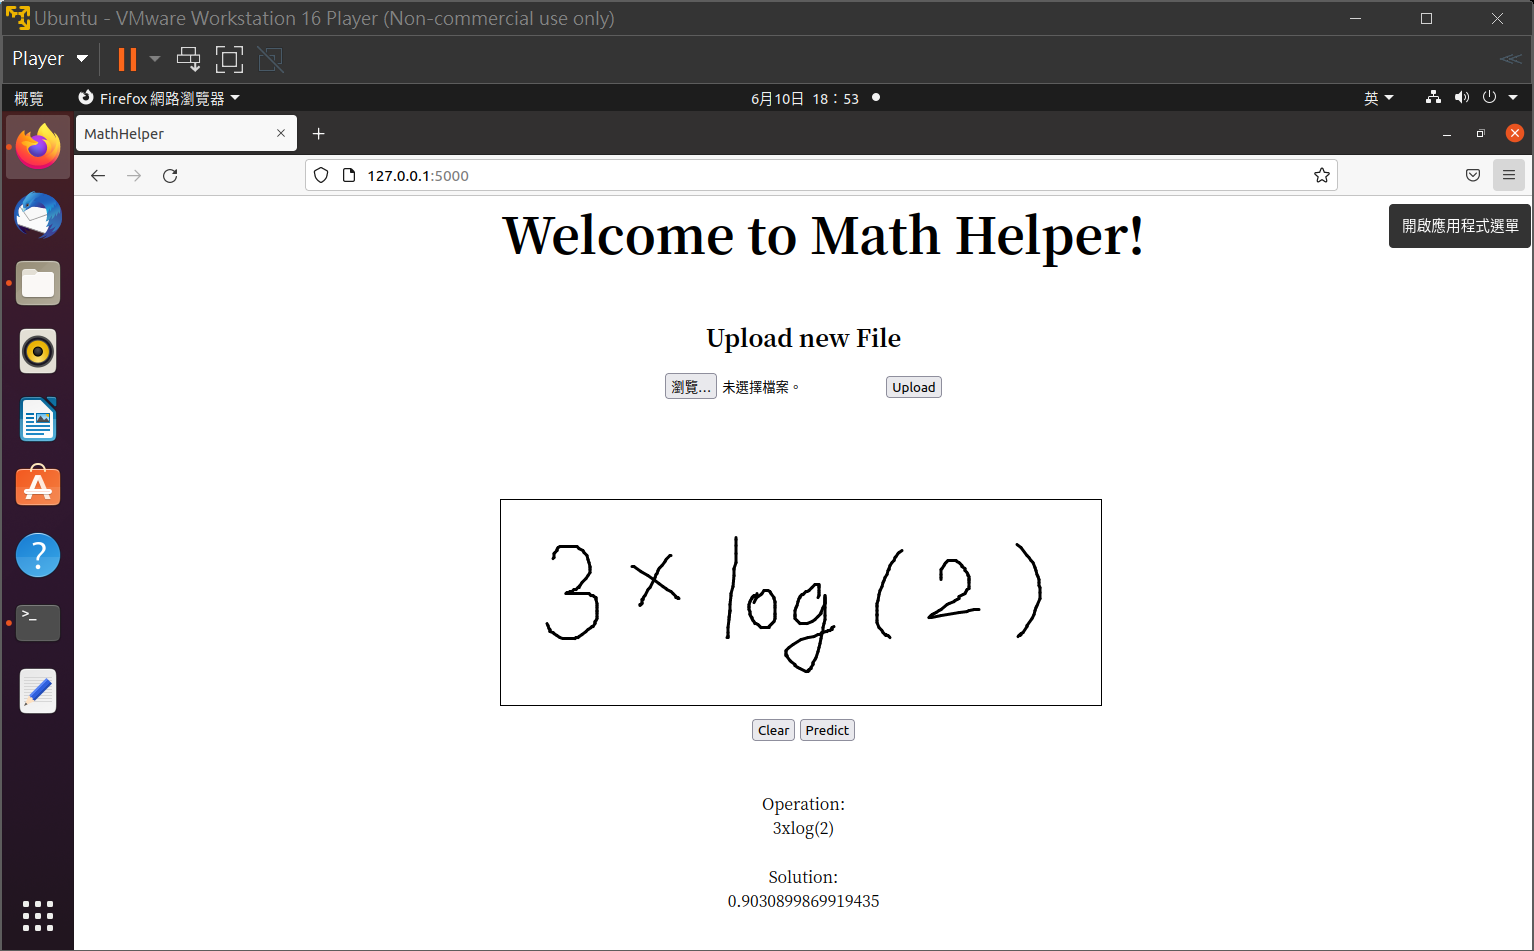 Ubuntu - VMware Workstation 16 Player (Non-commercial use only)
Player
概覽
Firefox 網路瀏覽器
6月10日 18：53
英
MathHelper
127.0.0.1:5000
開啟應用程式選單
Welcome to Math Helper!
Upload new File
瀏覽... 未選擇檔案。 Upload
3 x log ( 2 )
Clear Predict
Operation:
3xlog(2)
Solution:
0.9030899869919435